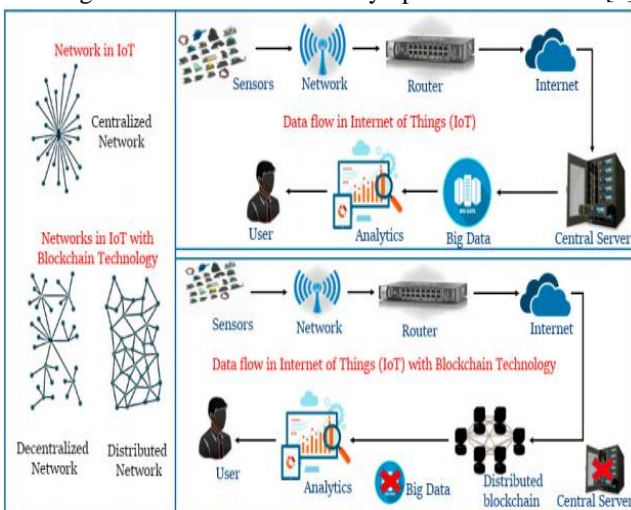 Network in IoT
Centralized
Network
Networks in IoT with
Blockchain Technology
Decentralized
Network
Distributed
Network
Sensors
Network
Router
Internet
Data flow in Internet of Things (IoT)
User
Analytics
BIG DATA
Big Data
Central Server
Sensors
Network
Router
Internet
Data flow in Internet of Things (IoT) with Blockchain Technology
User
Analytics
Big Data
Distributed
blockchain
Central Server